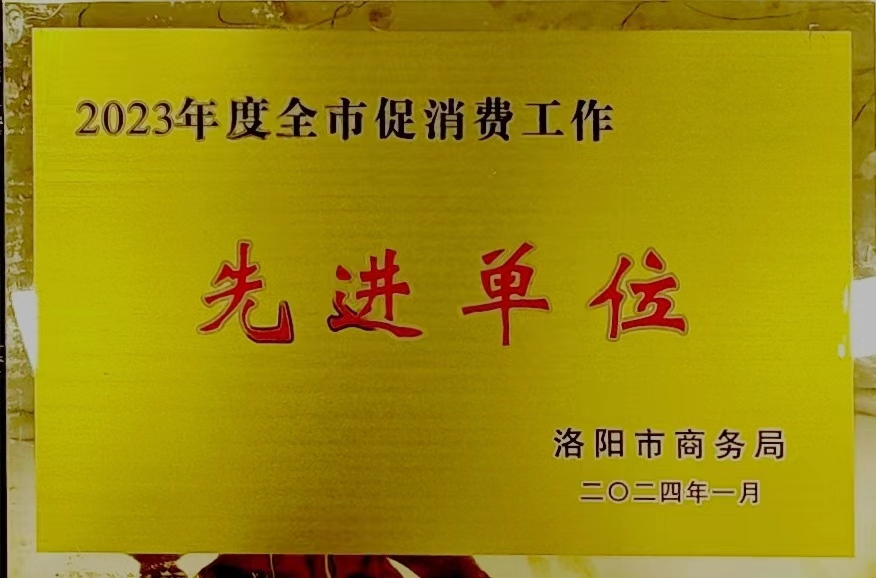 2023年度全市促消费工作
先进单位
洛阳市商务局
二〇二四年一月